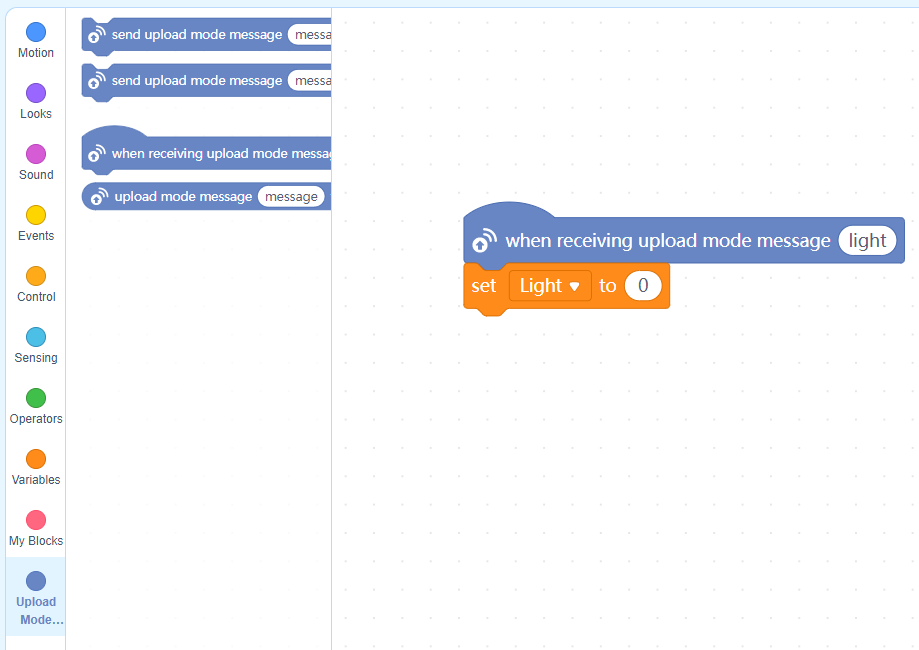 Motion
Looks
Sound
Events
Control
Sensing
Operators
Variables
My Blocks
Upload
Mode...
send upload mode message messa
send upload mode message messa
when receiving upload mode messag
upload mode message message
when receiving upload mode message light
set Light to 0